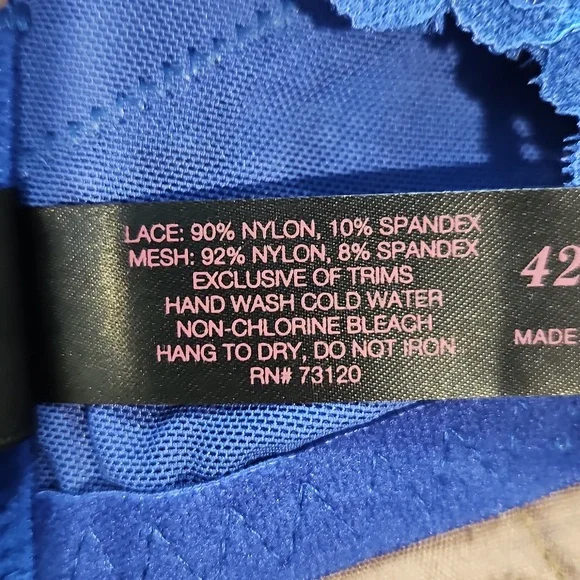 LACE: 90% NYLON, 10% SPANDEX
MESH: 92% NYLON, 8% SPANDEX
EXCLUSIVE OF TRIMS
HAND WASH COLD WATER
NON-CHLORINE BLEACH
HANG TO DRY, DO NOT IRON
RN# 73120
42
MADE